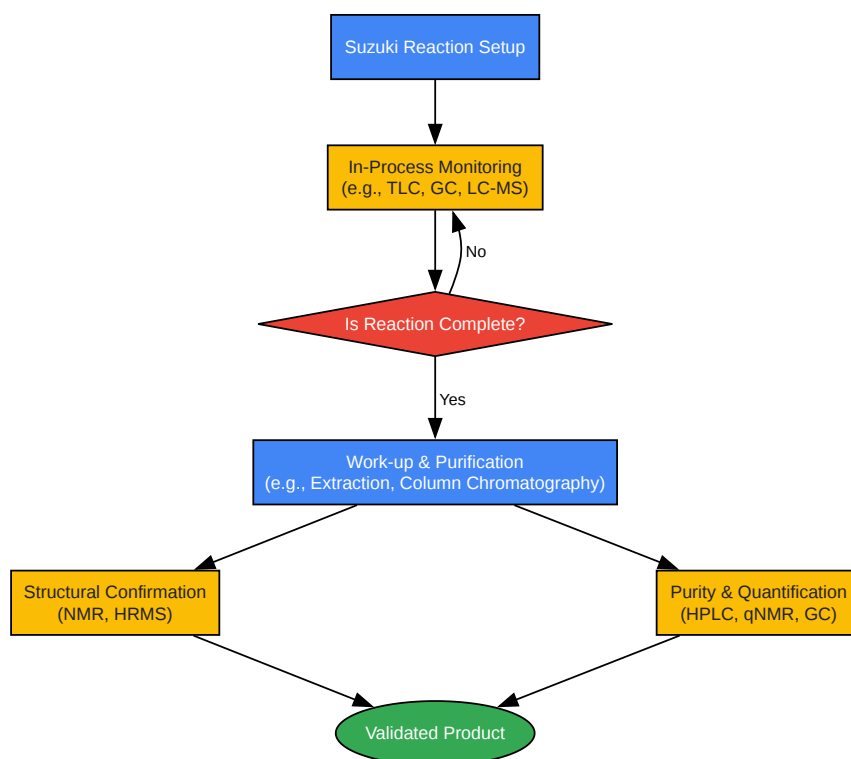 Suzuki Reaction Setup
In-Process Monitoring
(e.g., TLC, GC, LC-MS)
No
Is Reaction Complete?
Yes
Work-up & Purification
(e.g., Extraction, Column Chromatography)
Structural Confirmation
(NMR, HRMS)
Purity & Quantification
(HPLC, qNMR, GC)
Validated Product